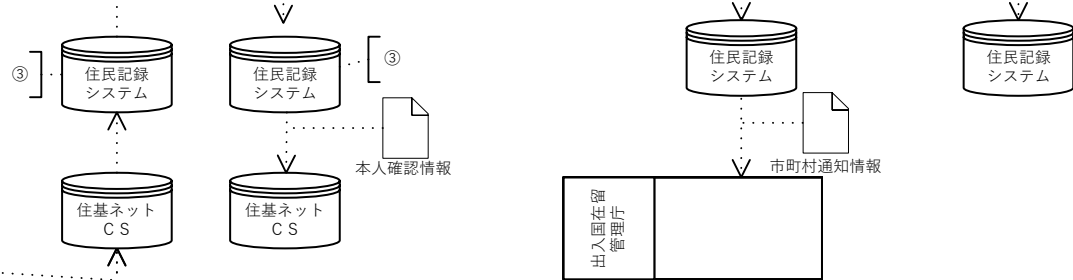 ③
住民記録
システム
住民記録
システム
③
本人確認情報
住基ネット
ＣＳ
住基ネット
ＣＳ
住民記録
システム
市町村通知情報
出入国在留
管理庁
住民記録
システム